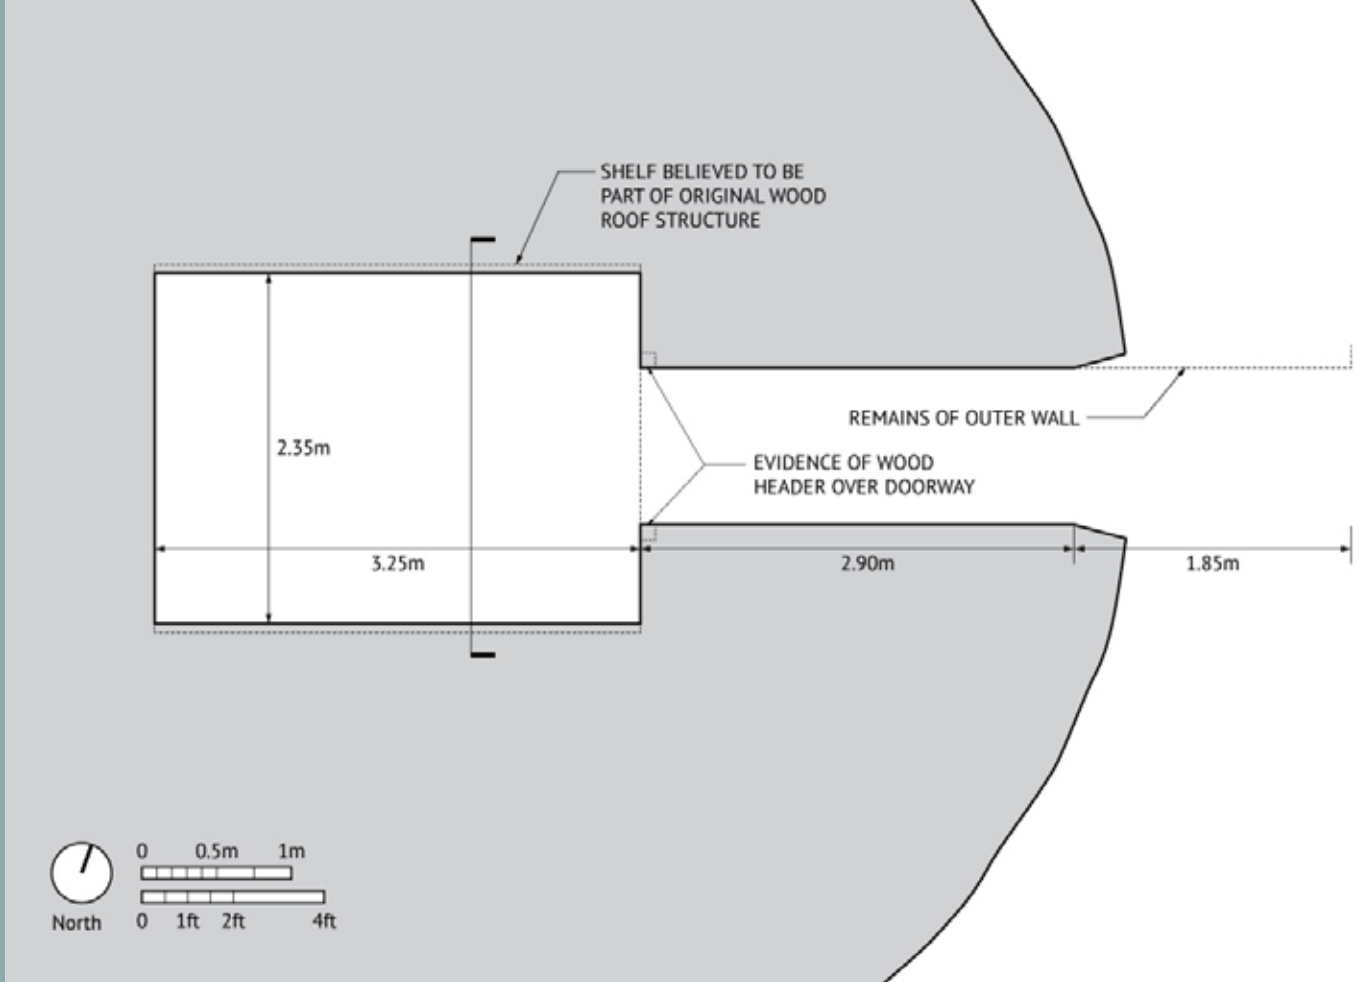 SHELF BELIEVED TO BE
PART OF ORIGINAL WOOD
ROOF STRUCTURE
REMAINS OF OUTER WALL
2.35m
EVIDENCE OF WOOD
HEADER OVER DOORWAY
3.25m
2.90m
1.85m
0 0.5m 1m
North
0 1ft 2ft 4ft